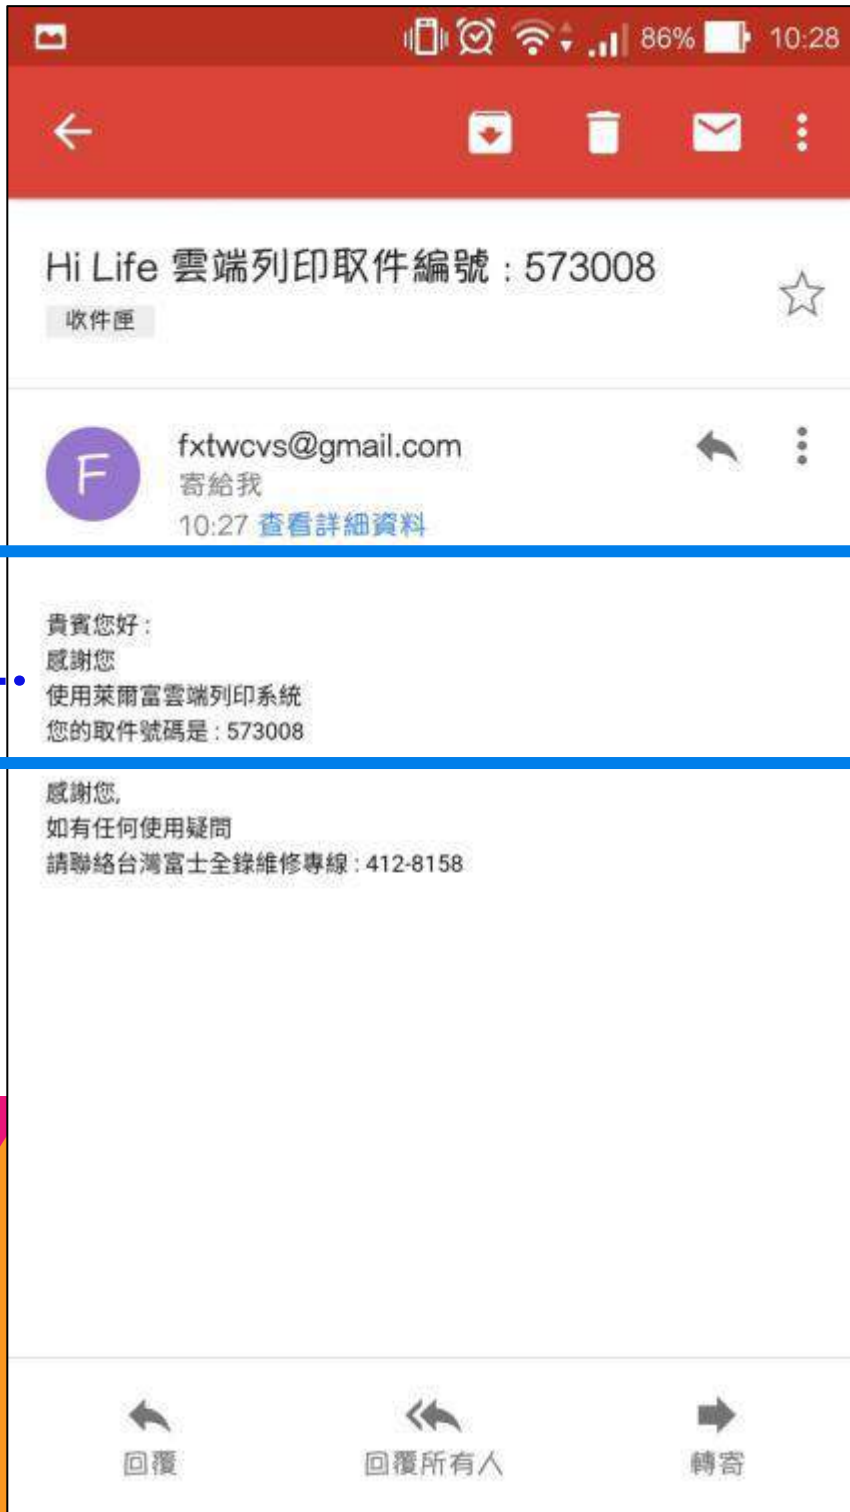 86% 10:28
Hi Life 雲端列印取件編號 : 573008
收件匣
F
fxtwcvs@gmail.com
寄給我
10:27 查看詳細資料
貴賓您好 :
感謝您
使用萊爾富雲端列印系統
您的取件號碼是 : 573008
感謝您,
如有任何使用疑問
請聯絡台灣富士全錄維修專線 : 412-8158
回覆
回覆所有人
轉寄